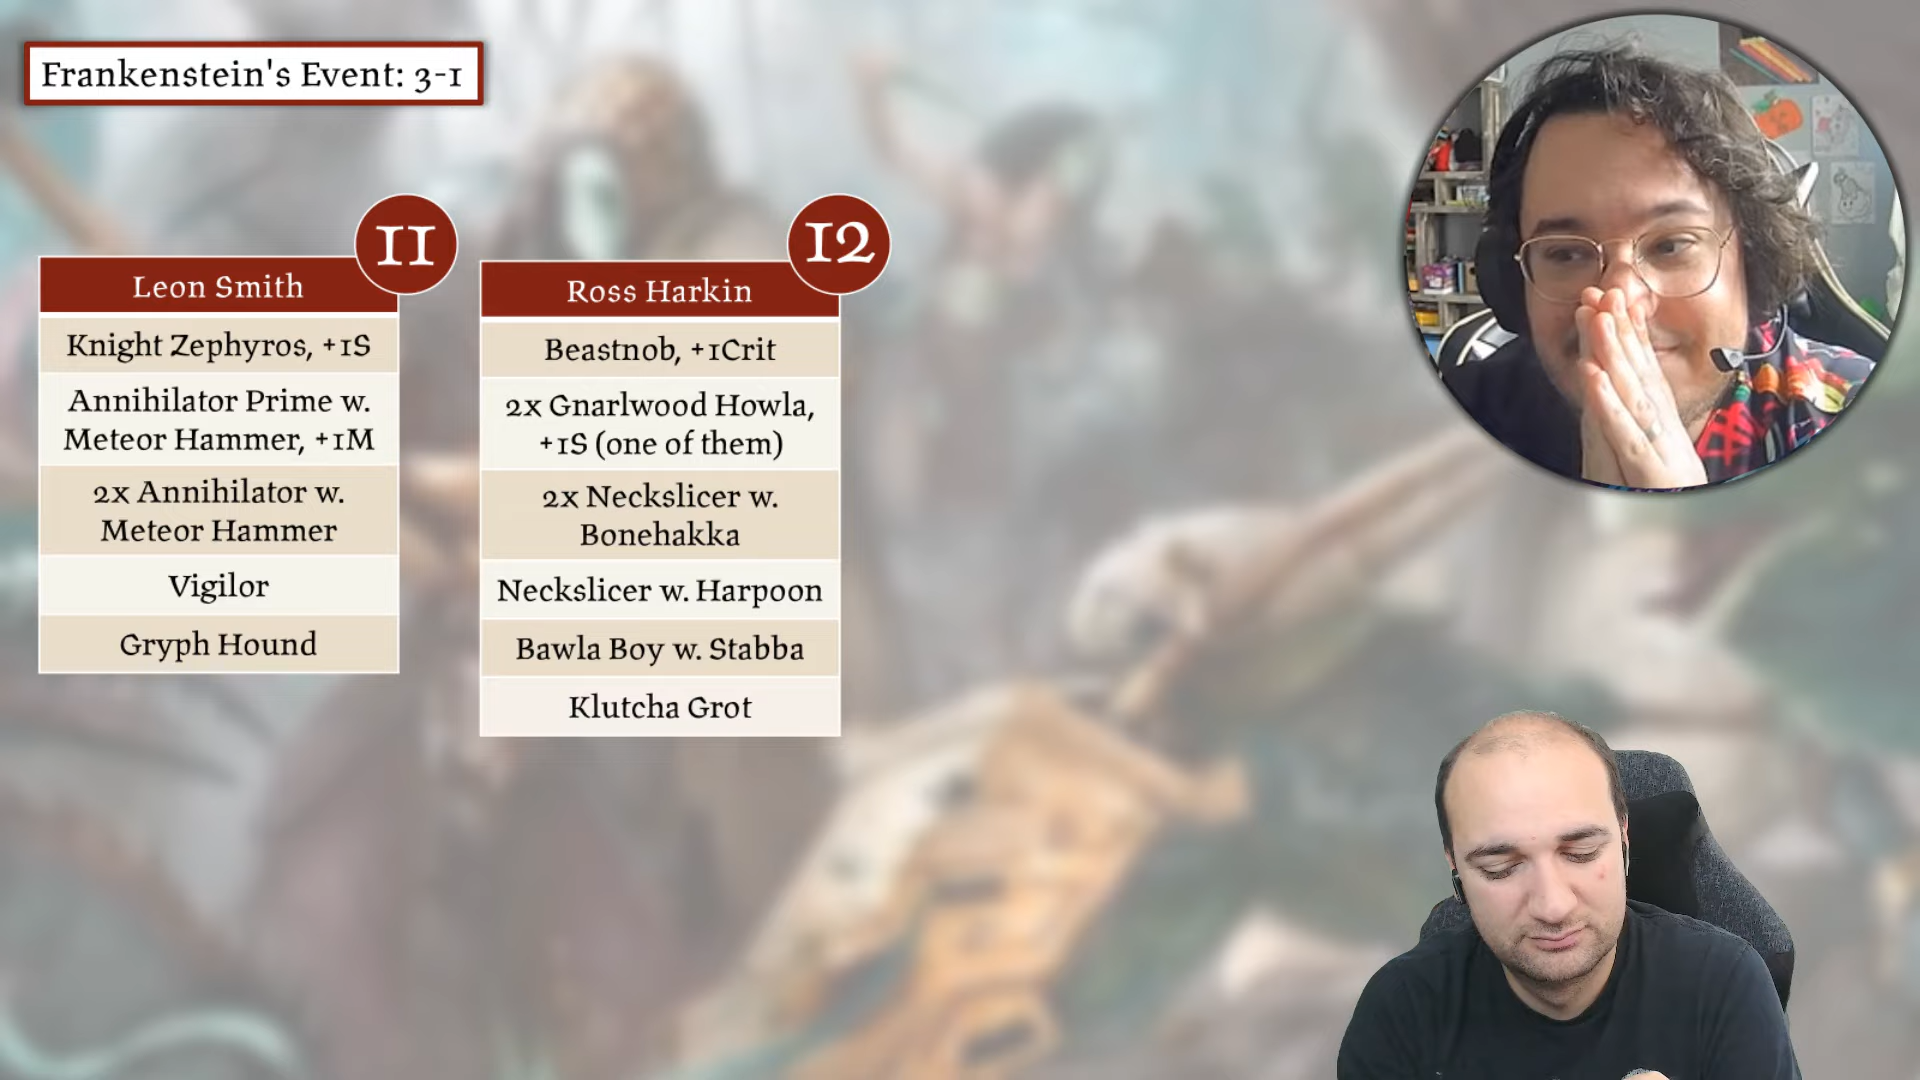 Frankenstein's Event: 3-1
11
Leon Smith
Knight Zephyros, +1S
Annihilator Prime w.
Meteor Hammer, +1M
2x Annihilator w.
Meteor Hammer
Vigilor
Gryph Hound
12
Ross Harkin
Beastnob, +1Crit
2x Gnarlwood Howla,
+1S (one of them)
2x Neckslicer w.
Bonehakka
Neckslicer w. Harpoon
Bawla Boy w. Stabba
Klutcha Grot